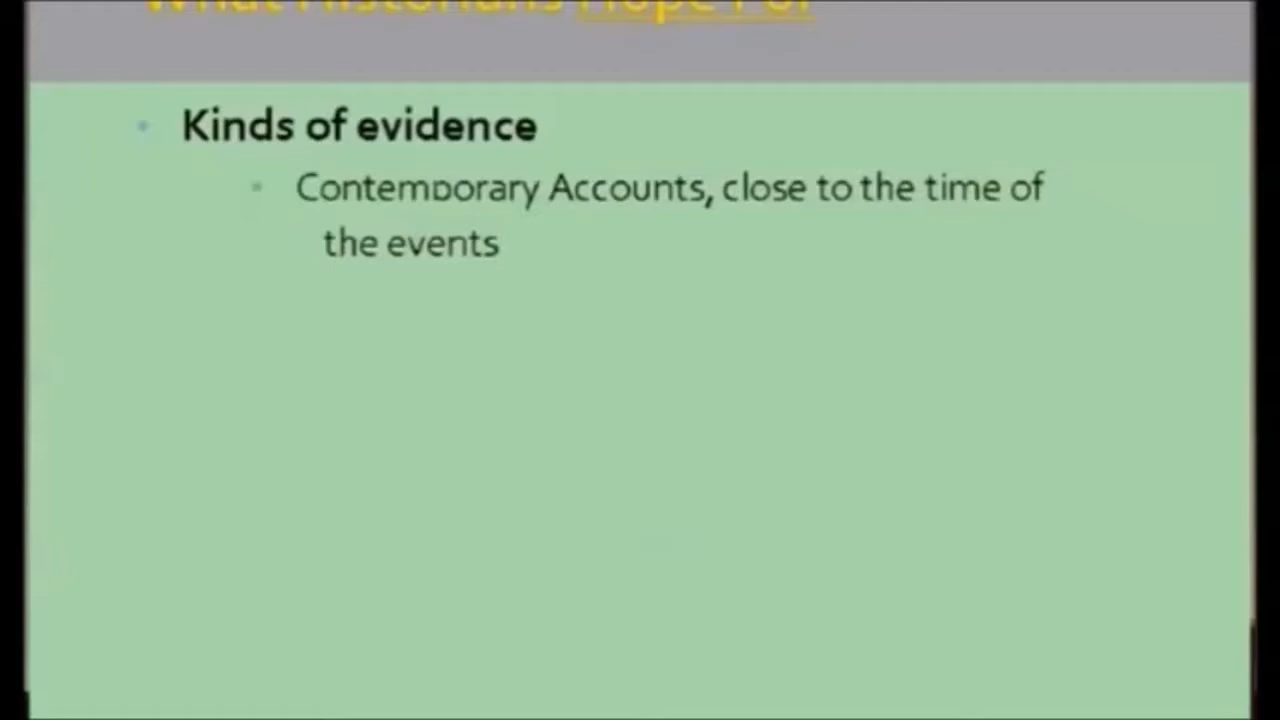 What Historians Hope For
Kinds of evidence
Contemporary Accounts, close to the time of
the events